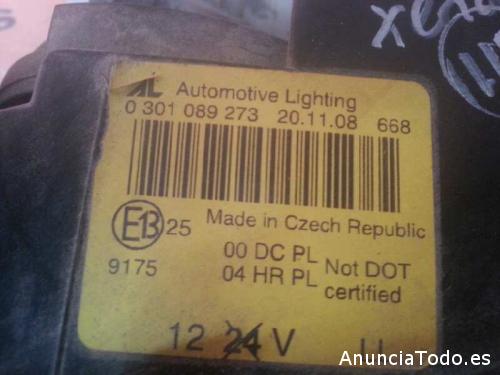 AL Automotive Lighting
0 301 089 273 20.11.08 668
E13 25 Made in Czech Republic
9175
00 DC PL Not DOT
04 HR PL certified
12 24 V
AnunciaTodo.es